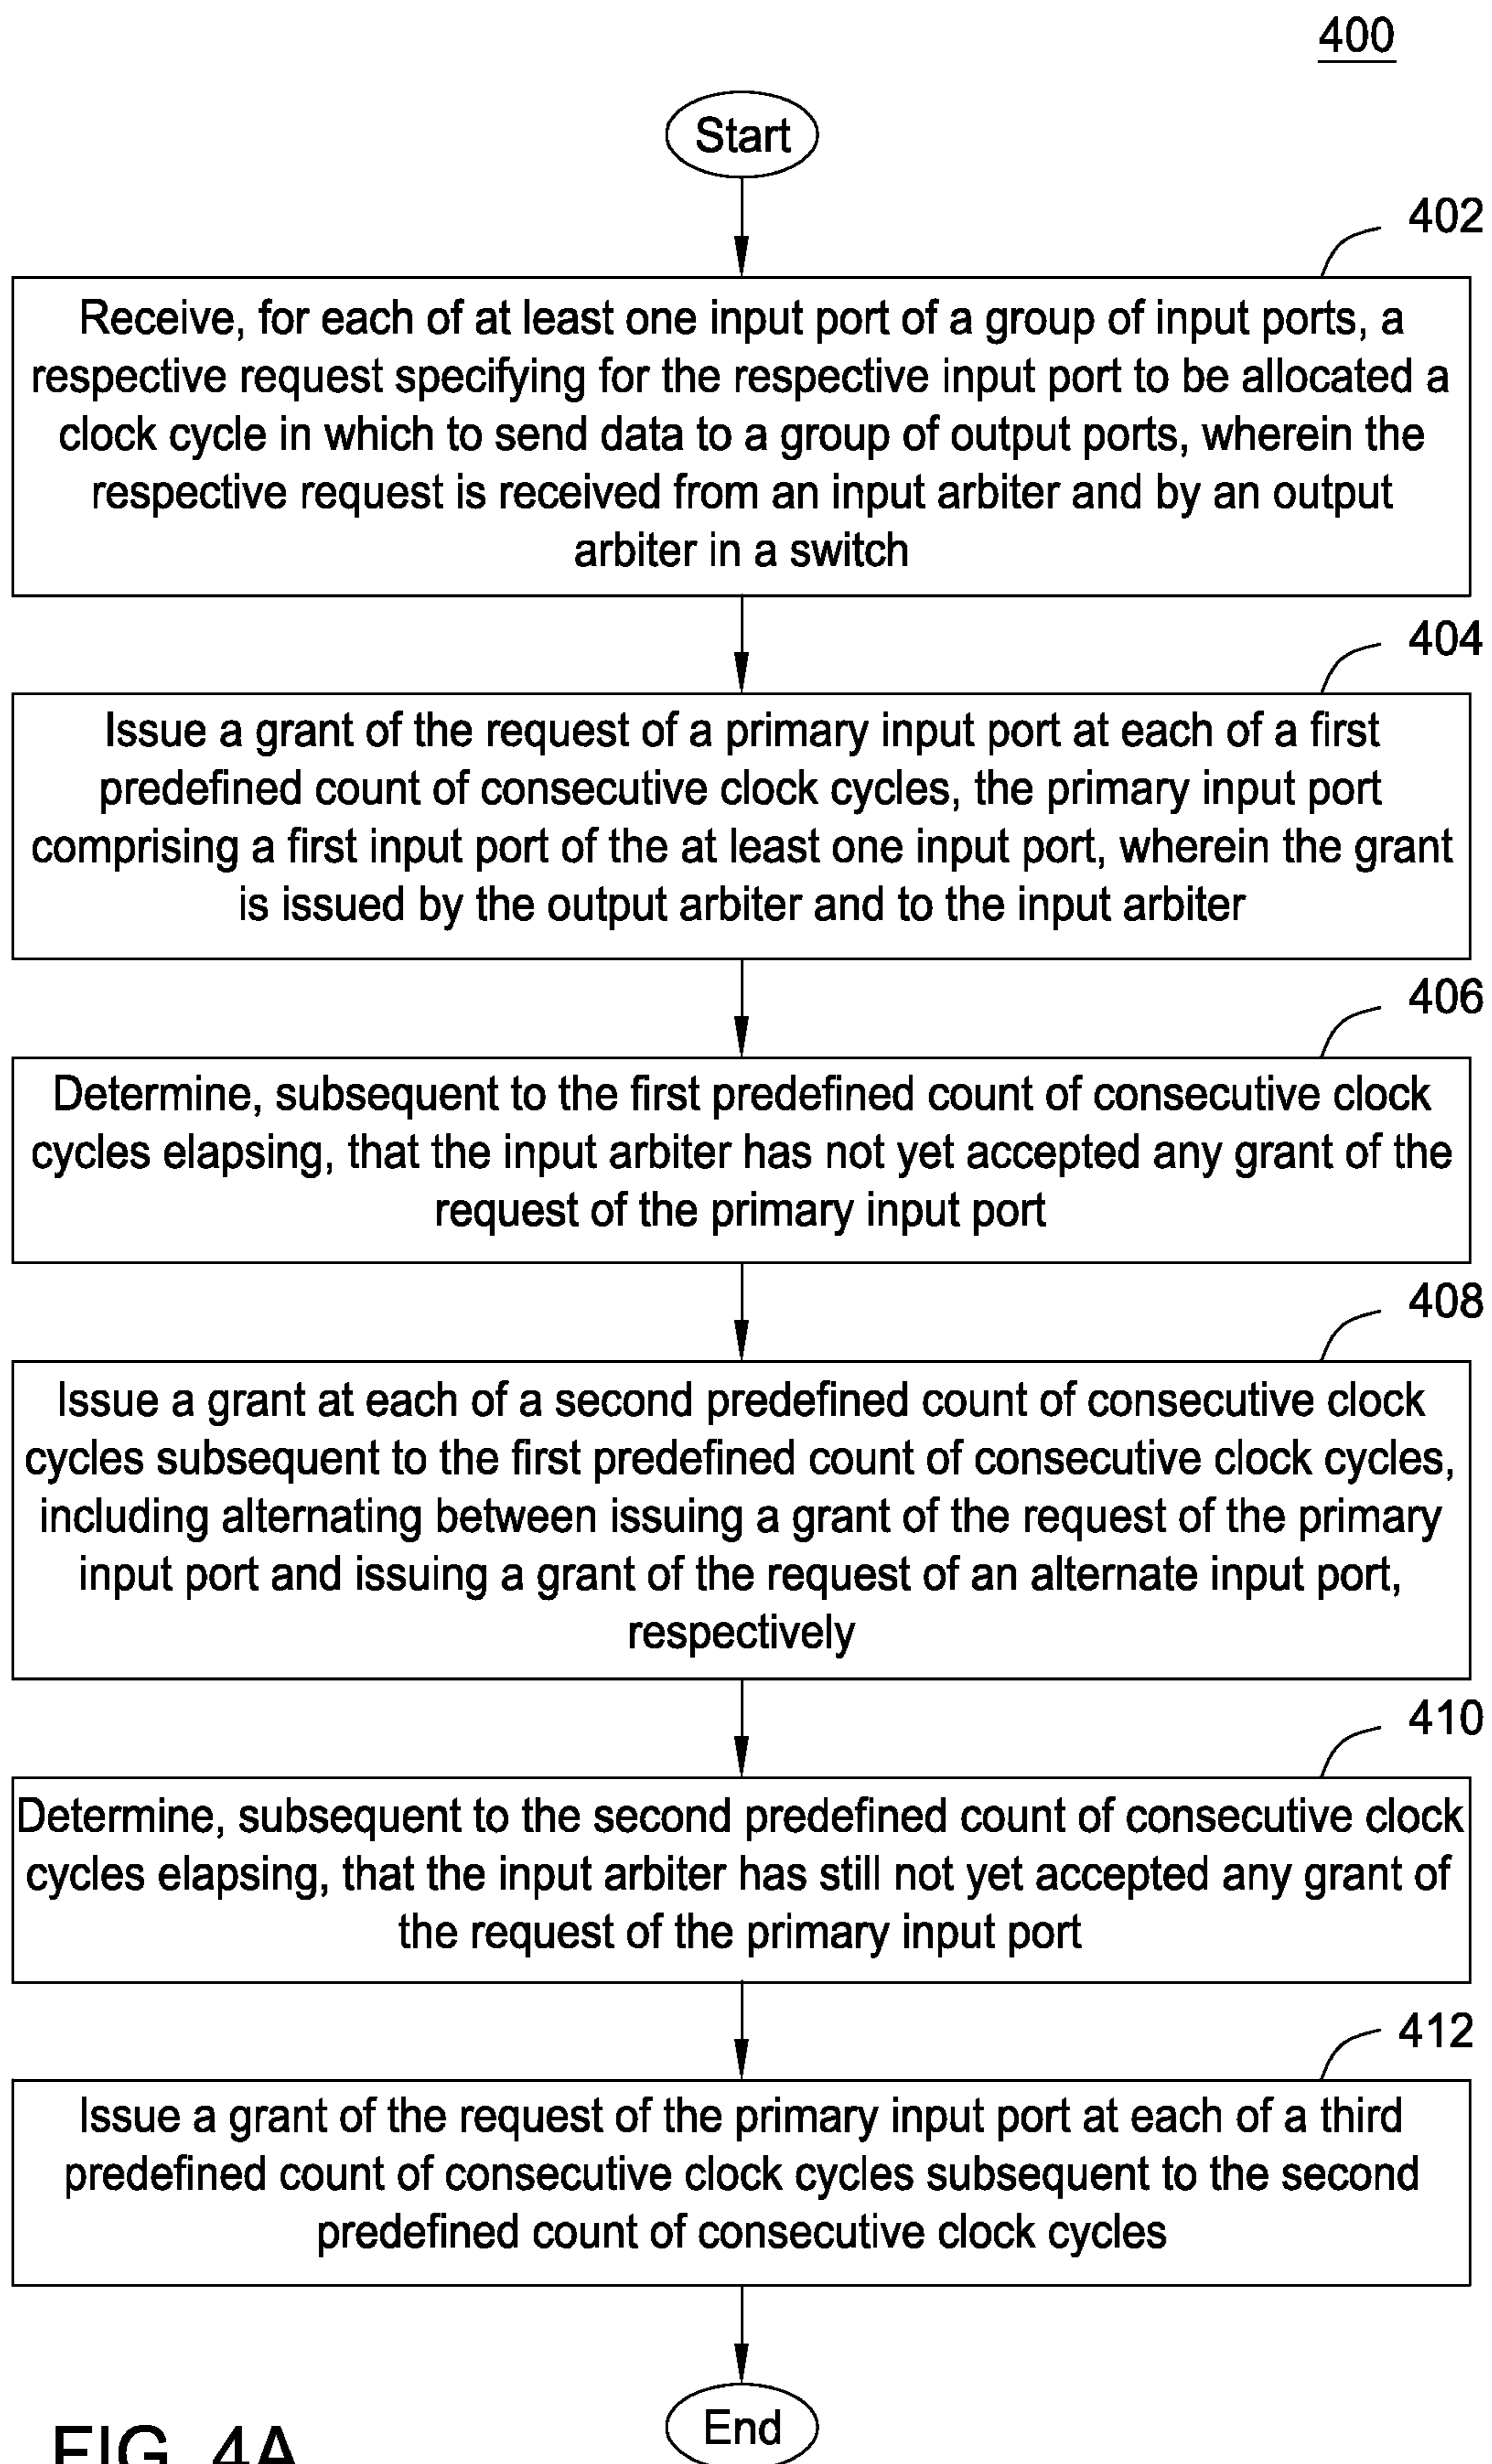 400
Start
402
Receive, for each of at least one input port of a group of input ports, a
respective request specifying for the respective input port to be allocated a
clock cycle in which to send data to a group of output ports, wherein the
respective request is received from an input arbiter and by an output
arbiter in a switch
404
Issue a grant of the request of a primary input port at each of a first
predefined count of consecutive clock cycles, the primary input port
comprising a first input port of the at least one input port, wherein the grant
is issued by the output arbiter and to the input arbiter
406
Determine, subsequent to the first predefined count of consecutive clock
cycles elapsing, that the input arbiter has not yet accepted any grant of the
request of the primary input port
408
Issue a grant at each of a second predefined count of consecutive clock
cycles subsequent to the first predefined count of consecutive clock cycles,
including alternating between issuing a grant of the request of the primary
input port and issuing a grant of the request of an alternate input port,
respectively
410
Determine, subsequent to the second predefined count of consecutive clock
cycles elapsing, that the input arbiter has still not yet accepted any grant of
the request of the primary input port
412
Issue a grant of the request of the primary input port at each of a third
predefined count of consecutive clock cycles subsequent to the second
predefined count of consecutive clock cycles
End
FIG. 4A